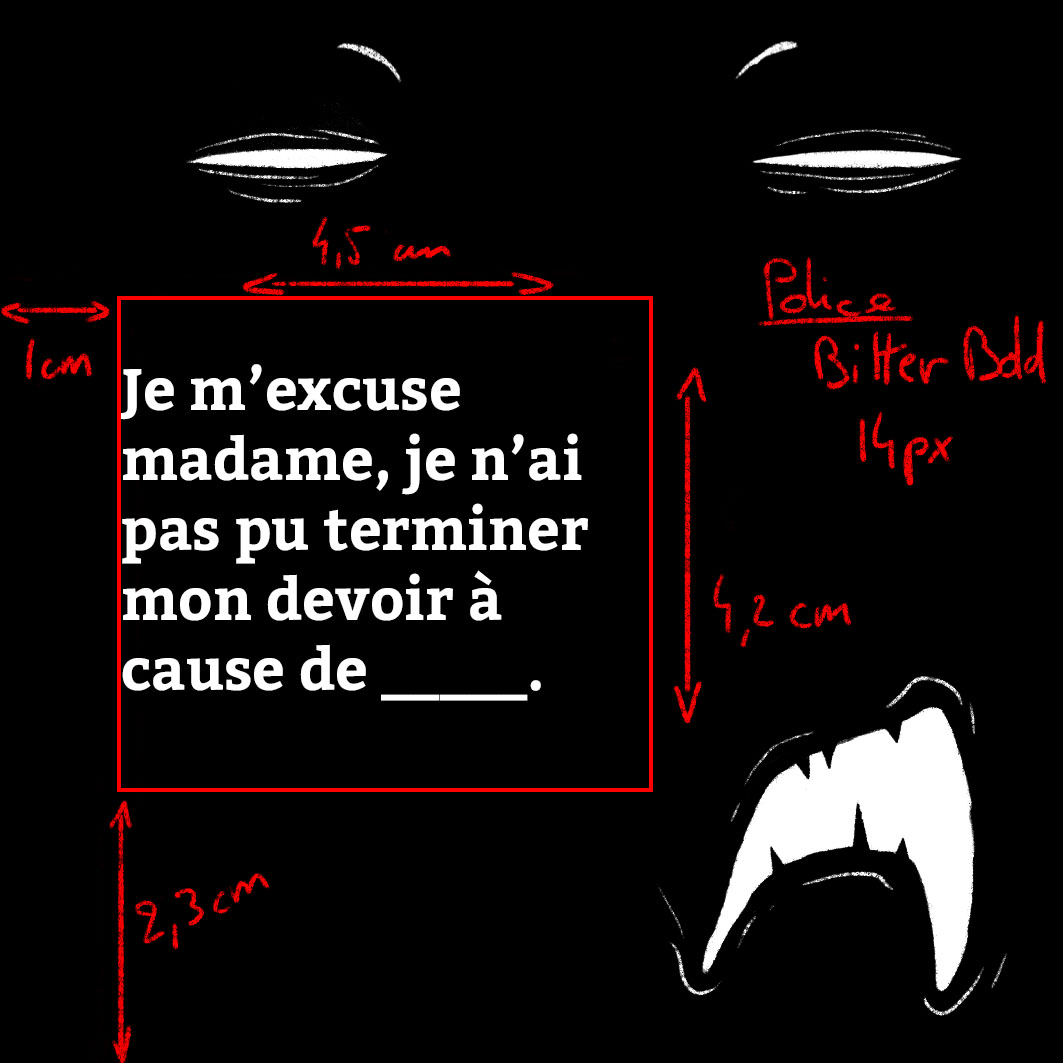 4,5 cm
1cm
Police
Bitter Bold
14px
Je m’excuse
madame, je n’ai
pas pu terminer
mon devoir à
cause de _____.
4,2 cm
2,3cm